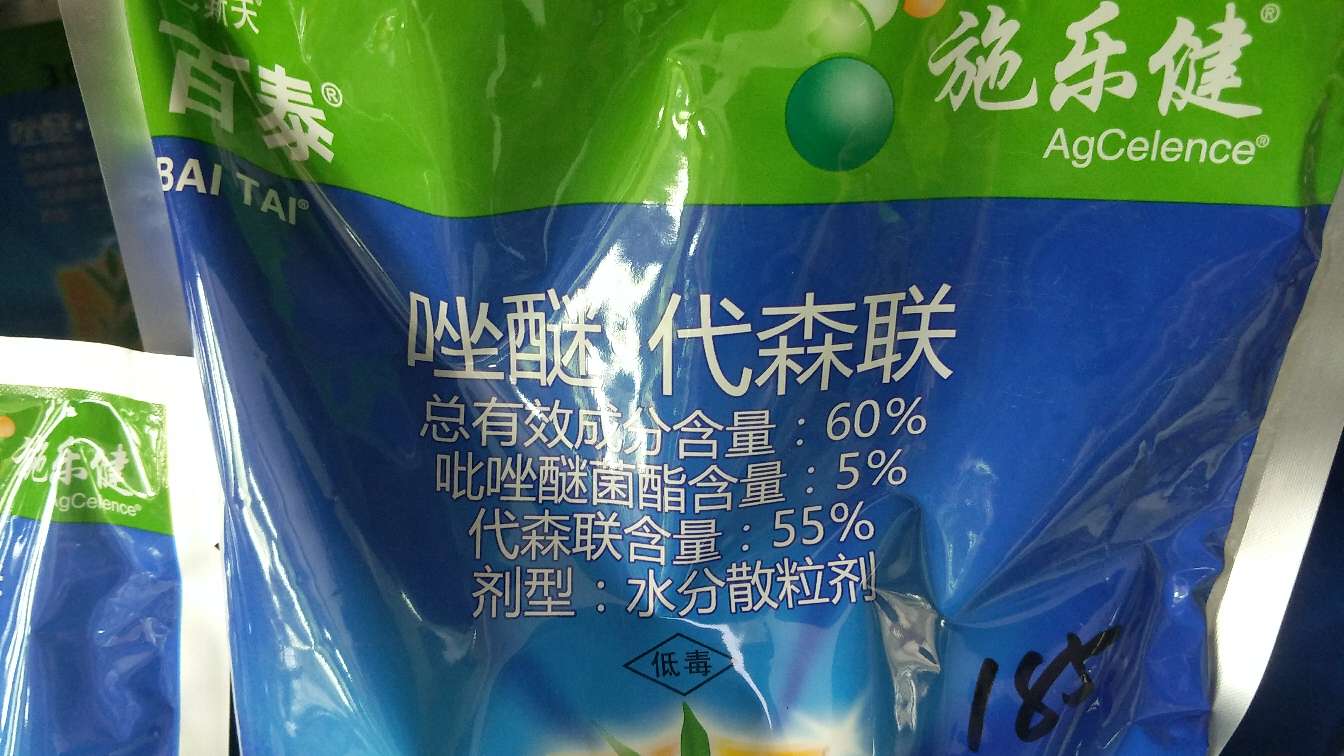 百泰®
BAI TAI®
施乐健®
AgCelence®
唑醚·代森联
总有效成分含量：60%
吡唑醚菌酯含量：5%
代森联含量：55%
剂型：水分散粒剂
低毒
185
施乐健
AgCelence®